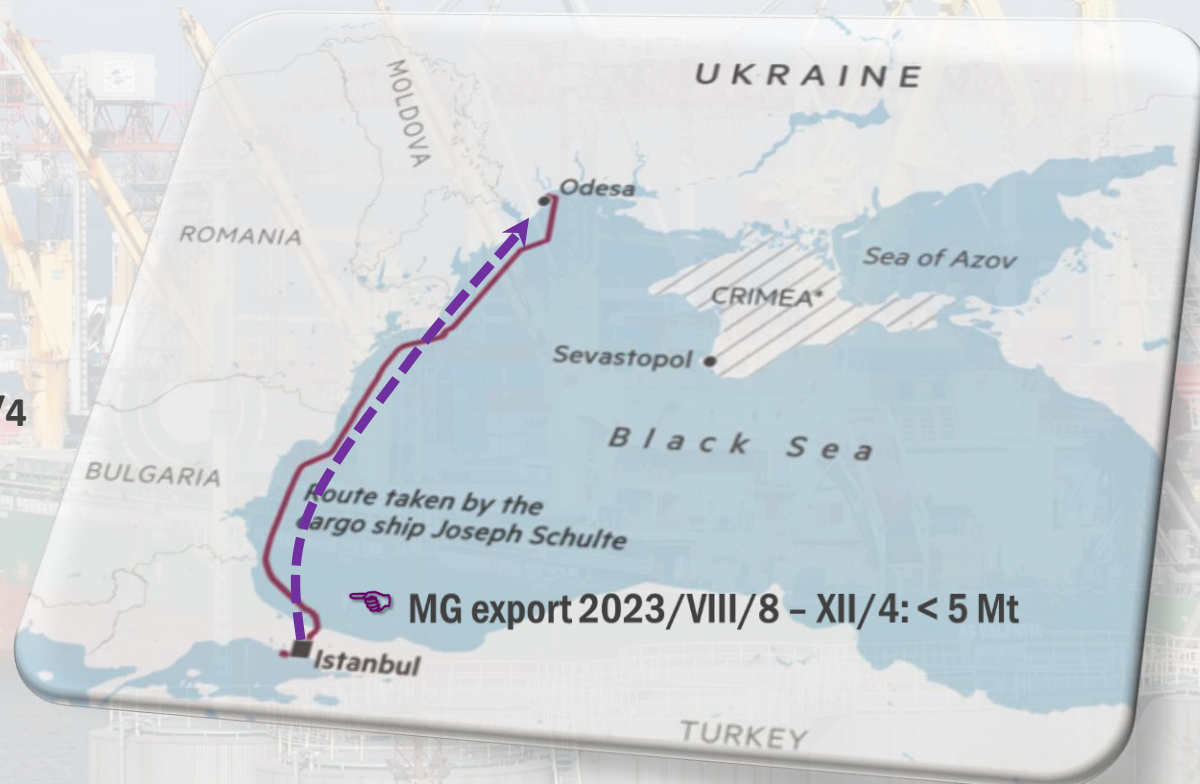 UKRAINE
MOLDOVA
Odesa
ROMANIA
Sea of Azov
CRIMEA*
Sevastopol
/4
Black Sea
BULGARIA
Route taken by the
cargo ship Joseph Schulte
MG export 2023/VIII/8 – XII/4: < 5 Mt
Istanbul
TURKEY